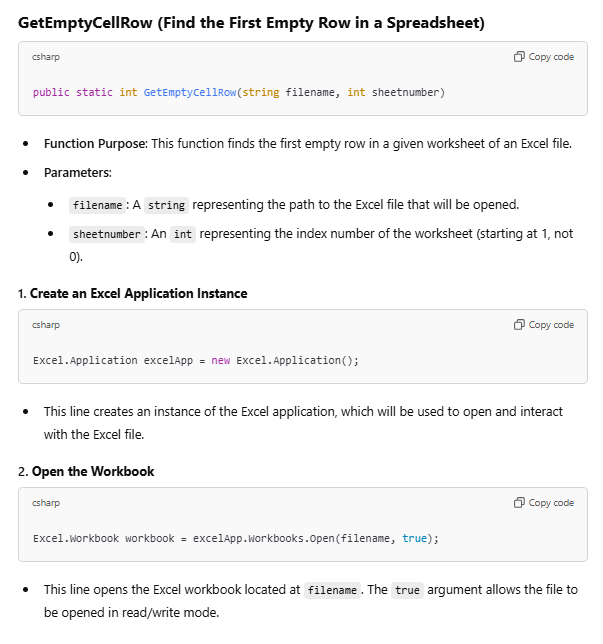 GetEmptyCellRow (Find the First Empty Row in a Spreadsheet)
csharp
Copy code
public static int GetEmptyCellRow(string filename, int sheetnumber)
• Function Purpose: This function finds the first empty row in a given worksheet of an Excel file.
• Parameters:
• filename : A string representing the path to the Excel file that will be opened.
• sheetnumber : An int representing the index number of the worksheet (starting at 1, not
0).
1. Create an Excel Application Instance
csharp
Copy code
Excel.Application excelApp = new Excel.Application();
• This line creates an instance of the Excel application, which will be used to open and interact
with the Excel file.
2. Open the Workbook
csharp
Copy code
Excel.Workbook workbook = excelApp.Workbooks.Open(filename, true);
• This line opens the Excel workbook located at filename . The true argument allows the file to
be opened in read/write mode.